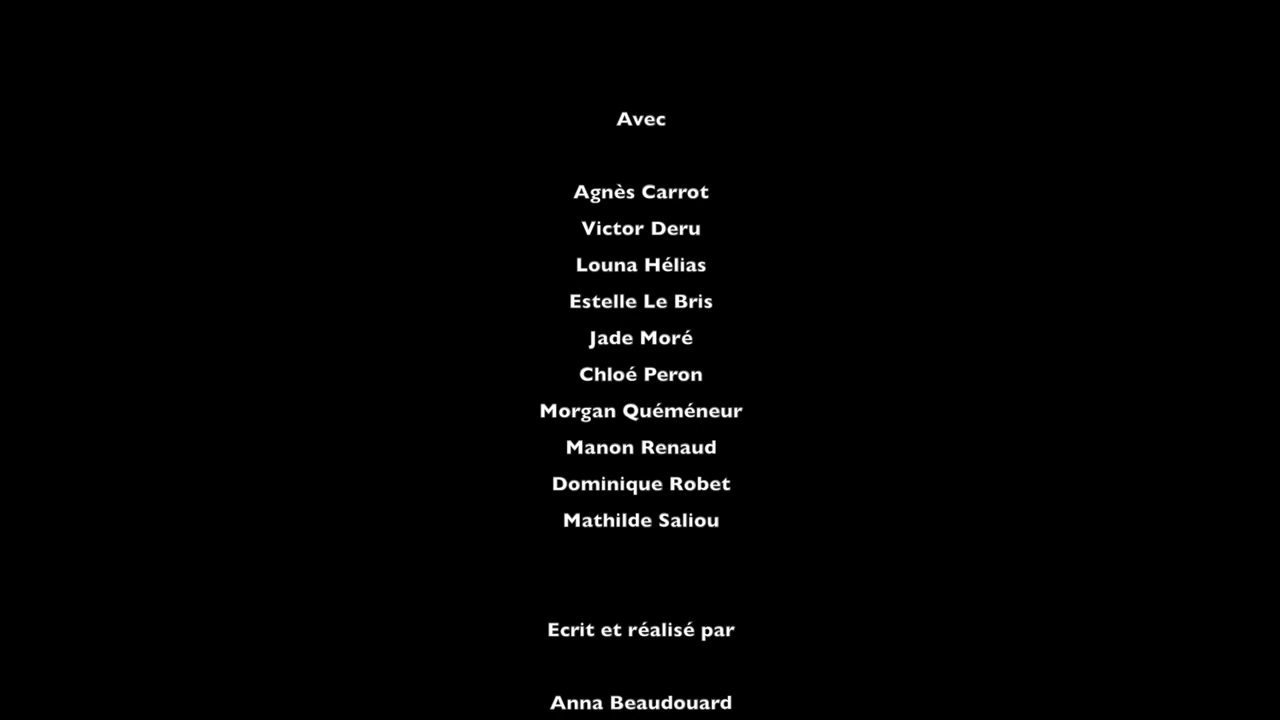 Avec
Agnès Carrot
Victor Deru
Louna Hélias
Estelle Le Bris
Jade Moré
Chloé Peron
Morgan Quéméneur
Manon Renaud
Dominique Robet
Mathilde Saliou
Ecrit et réalisé par
Anna Beaudouard